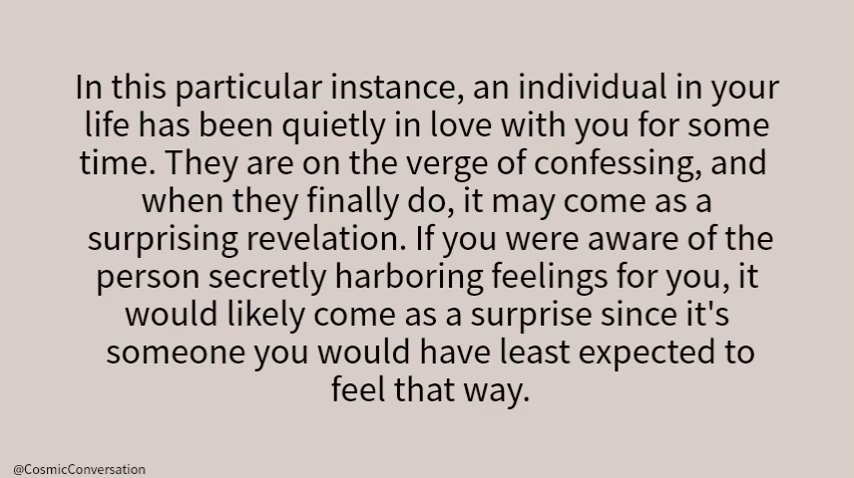 In this particular instance, an individual in your
life has been quietly in love with you for some
time. They are on the verge of confessing, and
when they finally do, it may come as a
surprising revelation. If you were aware of the
person secretly harboring feelings for you, it
would likely come as a surprise since it's
someone you would have least expected to
feel that way.
@CosmicConversation